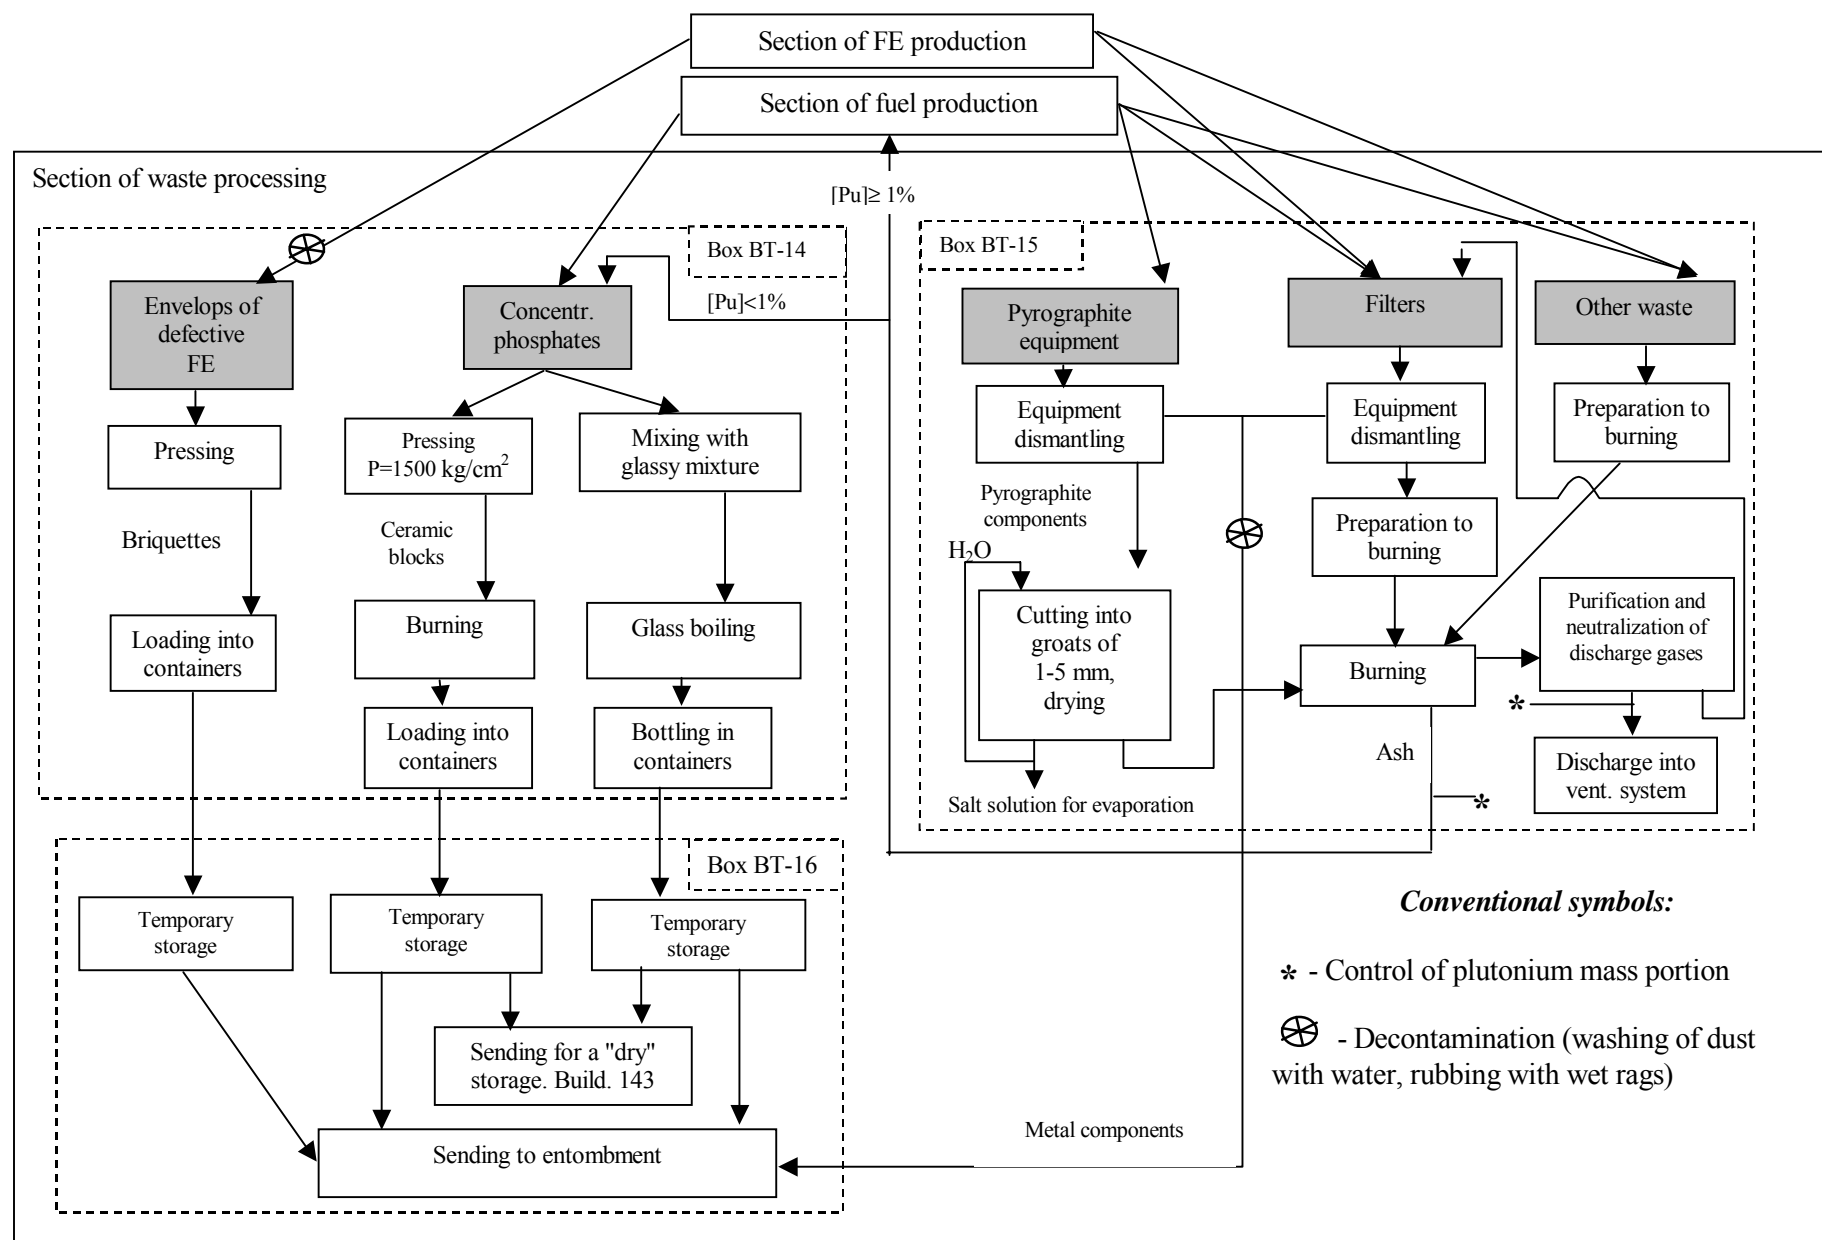 Section of FE production
Section of fuel production
Section of waste processing
[Pu]≥ 1%
Box BT-14
Box BT-15
[Pu]<1%
Envelops of
defective
FE
Concentr.
phosphates
Pyrographite
equipment
Filters
Other waste
Pressing
Pressing
P=1500 kg/cm²
Mixing with
glassy mixture
Equipment
dismantling
Equipment
dismantling
Preparation to
burning
Briquettes
Ceramic
blocks
Pyrographite
components
Preparation to
burning
H₂O
Loading into
containers
Burning
Glass boiling
Cutting into
groats of
1-5 mm,
drying
Burning
Purification and
neutralization of
discharge gases
*
Loading into
containers
Bottling in
containers
Ash
Discharge into
vent. system
Salt solution for evaporation
*
Box BT-16
Temporary
storage
Temporary
storage
Temporary
storage
Conventional symbols:
* - Control of plutonium mass portion
- Decontamination (washing of dust
with water, rubbing with wet rags)
Sending for a "dry"
storage. Build. 143
Metal components
Sending to entombment